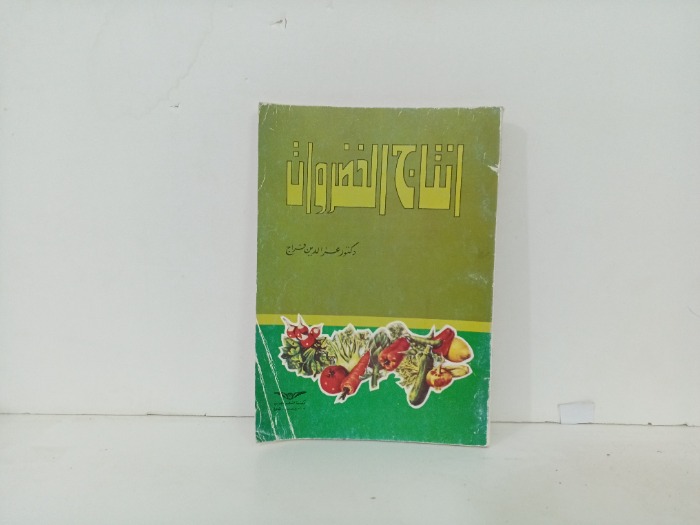 انتاج الخضروات
دكتور عز الدين فراج